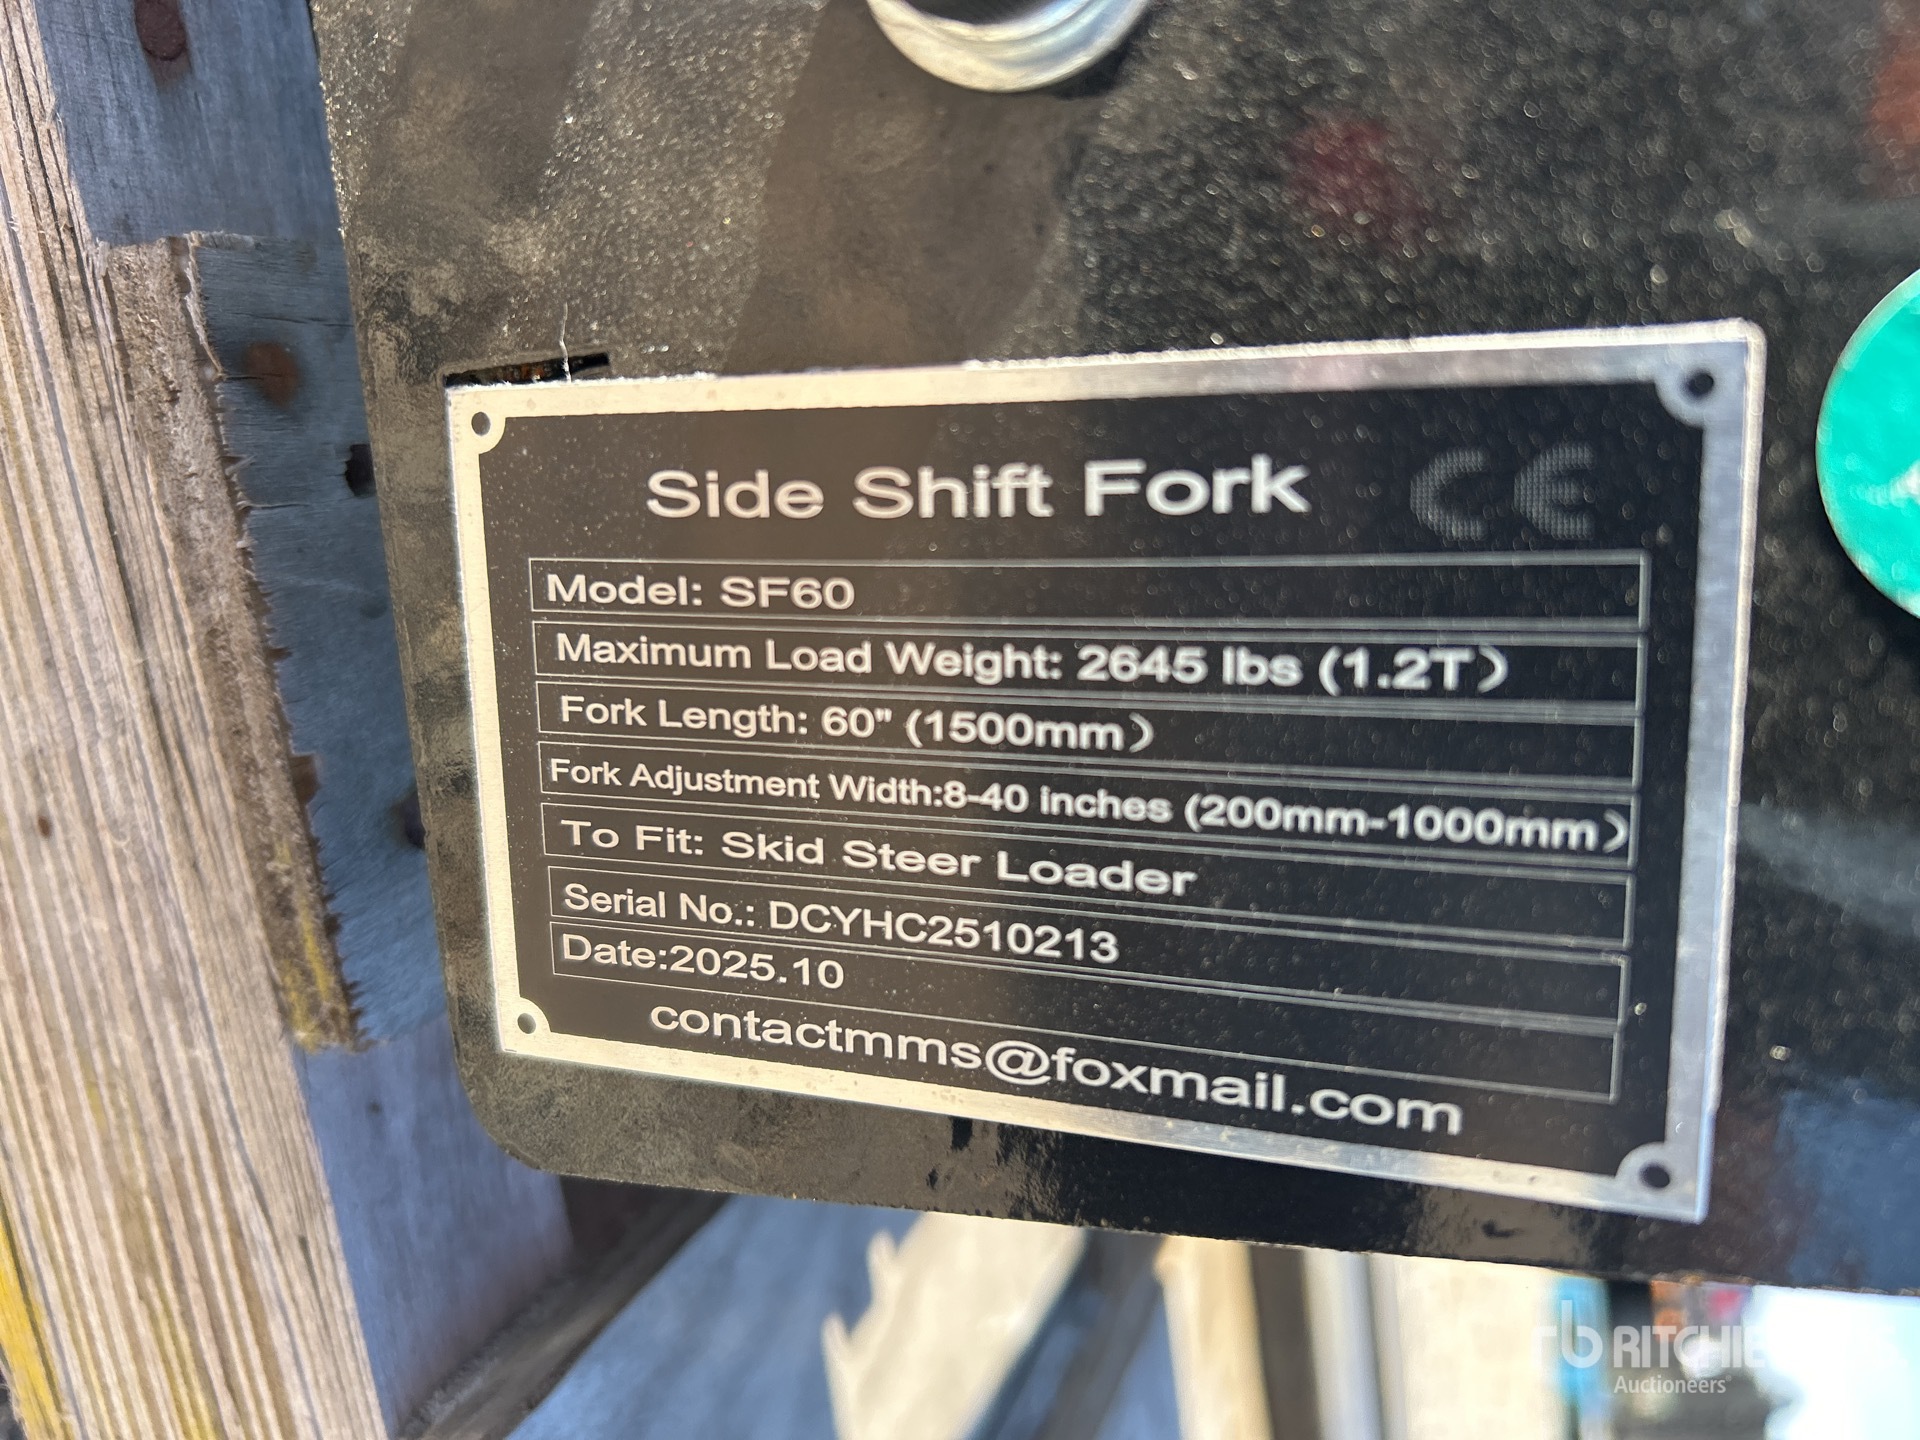 Side Shift Fork CE
Model: SF60
Maximum Load Weight: 2645 lbs (1.2T）
Fork Length: 60" (1500mm）
Fork Adjustment Width:8-40 inches (200mm-1000mm）
To Fit: Skid Steer Loader
Serial No.: DCYHC2510213
Date:2025.10
contactmms@foxmail.com
rb RITCHIE BROS.
Auctioneers